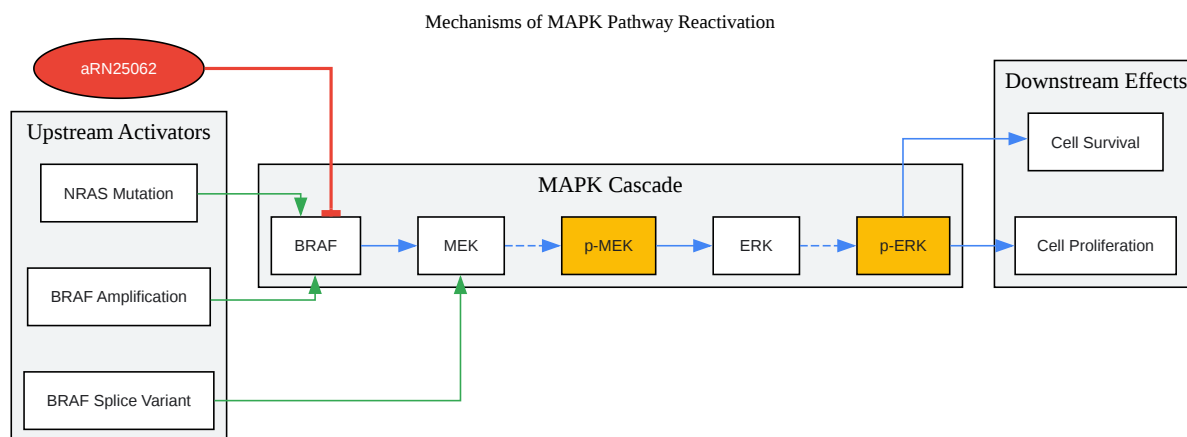 Mechanisms of MAPK Pathway Reactivation
aRN25062
Upstream Activators
NRAS Mutation
BRAF Amplification
BRAF Splice Variant
MAPK Cascade
BRAF
MEK
p-MEK
ERK
p-ERK
Downstream Effects
Cell Survival
Cell Proliferation